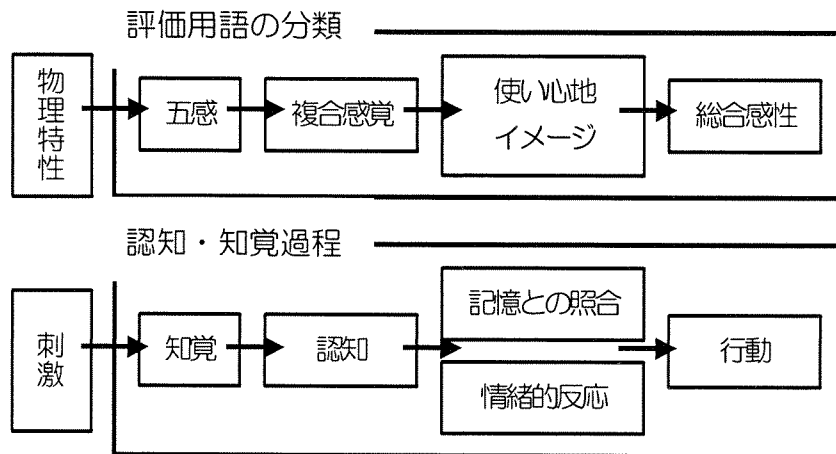 評価用語の分類
物理特性
五感
複合感覚
使い心地
イメージ
総合感性
認知・知覚過程
刺激
知覚
認知
記憶との照合
情緒的反応
行動